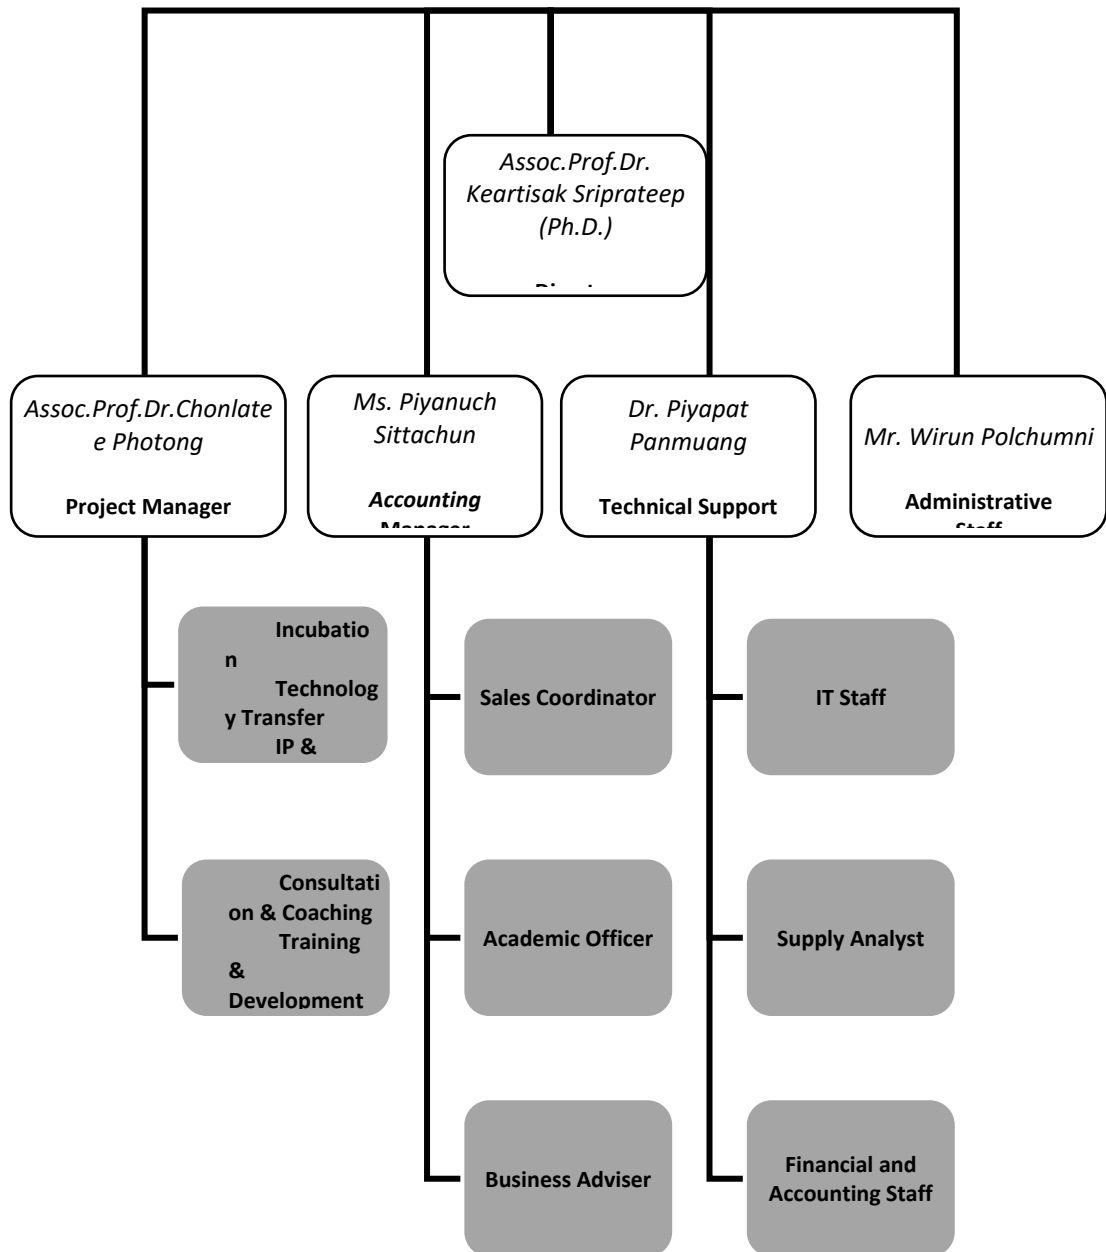 Assoc.Prof.Dr.
Keartisak Sriprateep
(Ph.D.)
Assoc.Prof.Dr.Chonlate
e Photong
Project Manager
Ms. Piyanuch
Sittachun
Accounting
Manager
Dr. Piyapat
Panmuang
Technical Support
Mr. Wirun Polchumni
Administrative
Staff
Incubatio
n
Technolog
y Transfer
IP &
Sales Coordinator
IT Staff
Consultati
on & Coaching
Training
&
Development
Academic Officer
Supply Analyst
Business Adviser
Financial and
Accounting Staff